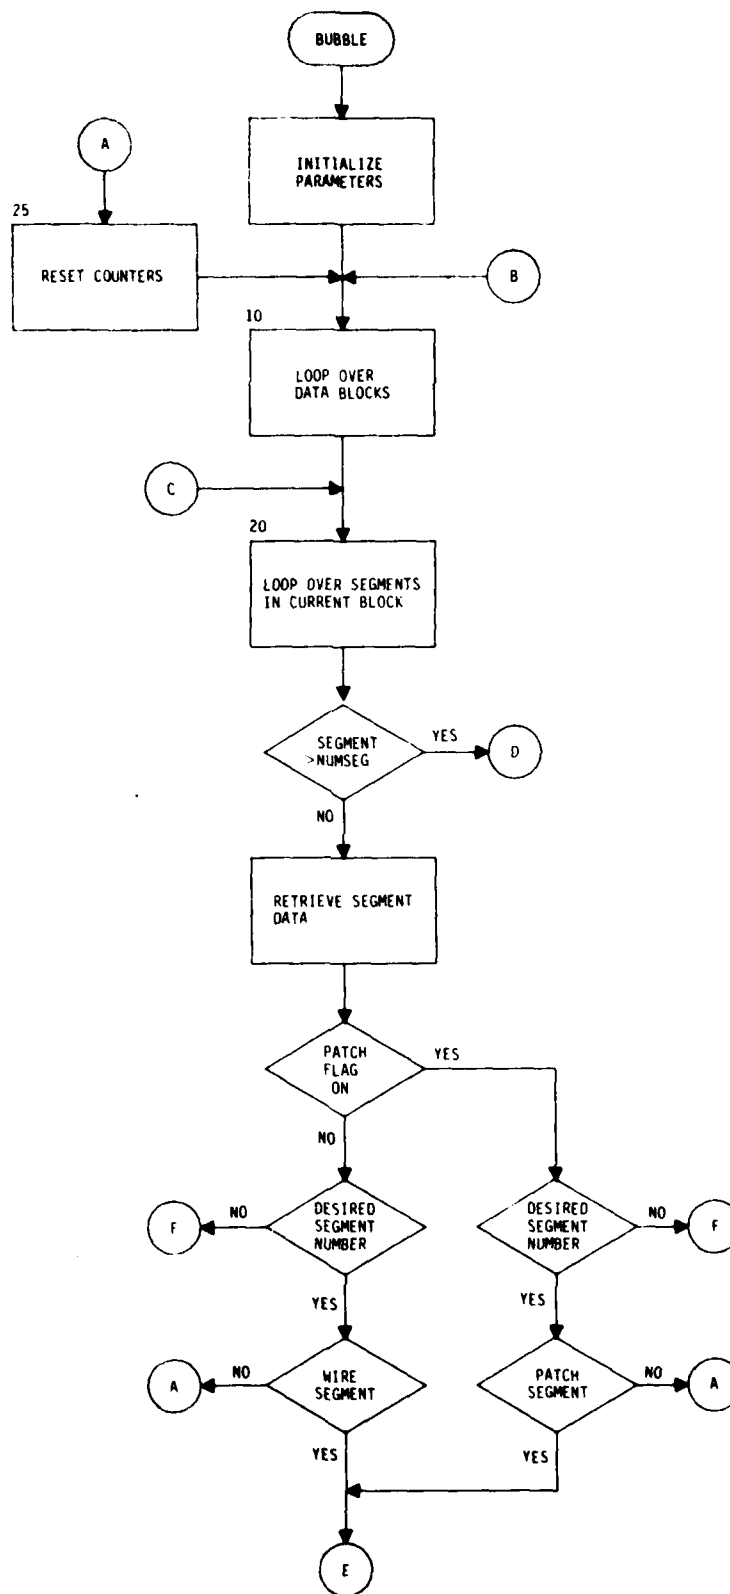 BUBBLE
A
INITIALIZE
PARAMETERS
25
RESET COUNTERS
B
10
LOOP OVER
DATA BLOCKS
C
20
LOOP OVER SEGMENTS
IN CURRENT BLOCK
SEGMENT
>NUMSEG
YES
D
NO
RETRIEVE SEGMENT
DATA
PATCH
FLAG
ON
YES
NO
F
NO
DESIRED
SEGMENT
NUMBER
DESIRED
SEGMENT
NUMBER
NO
F
YES
YES
A
NO
WIRE
SEGMENT
PATCH
SEGMENT
NO
A
YES
YES
E